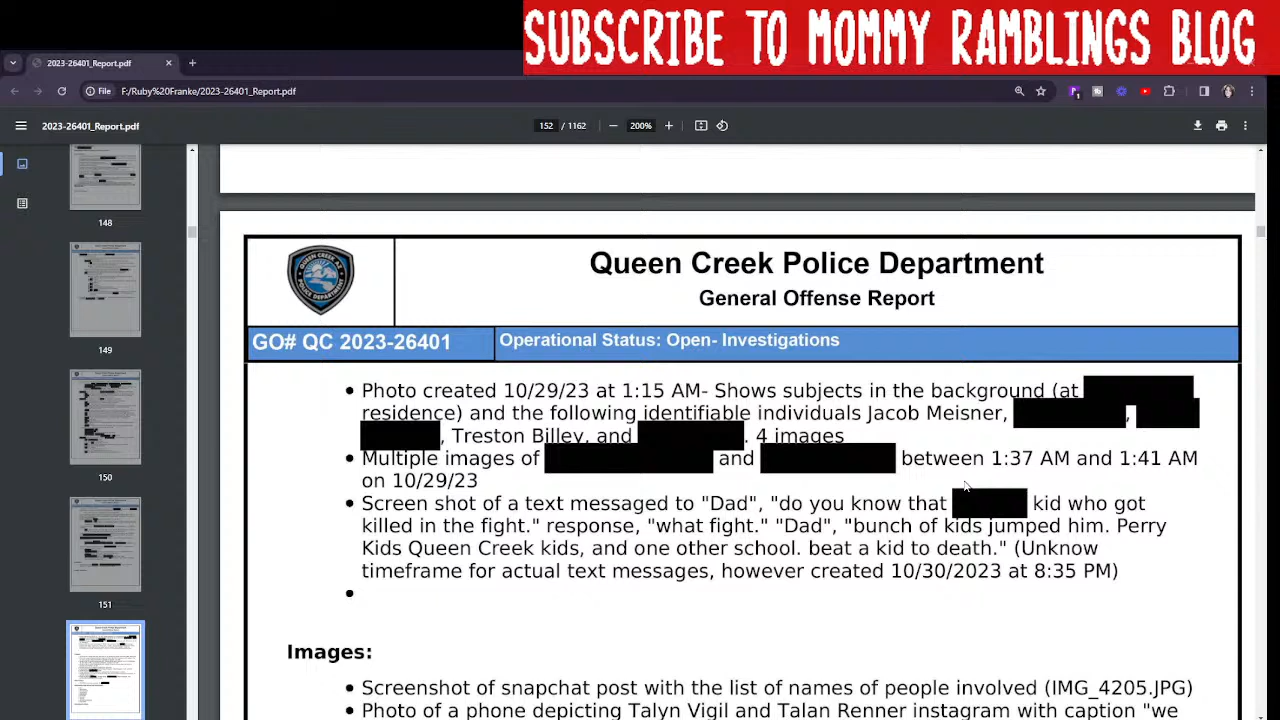 SUBSCRIBE TO MOMMY RAMBLINGS BLOG
2023-26401_Report.pdf
File F:/Ruby%20Franke/2023-26401_Report.pdf
2023-26401_Report.pdf 152 / 1162 200%
148
149
150
151
QUEEN CREEK AZ
POLICE DEPARTMENT
Queen Creek Police Department
General Offense Report
GO# QC 2023-26401 Operational Status: Open- Investigations
• Photo created 10/29/23 at 1:15 AM- Shows subjects in the background (at
residence) and the following identifiable individuals Jacob Meisner, ,
, Treston Billey, and . 4 images
• Multiple images of and between 1:37 AM and 1:41 AM
on 10/29/23
• Screen shot of a text messaged to "Dad", "do you know that kid who got
killed in the fight." response, "what fight." "Dad", "bunch of kids jumped him. Perry
Kids Queen Creek kids, and one other school. beat a kid to death." (Unknow
timeframe for actual text messages, however created 10/30/2023 at 8:35 PM)
•
Images:
• Screenshot of snapchat post with the list of names of people involved (IMG_4205.JPG)
• Photo of a phone depicting Talyn Vigil and Talan Renner instagram with caption "we